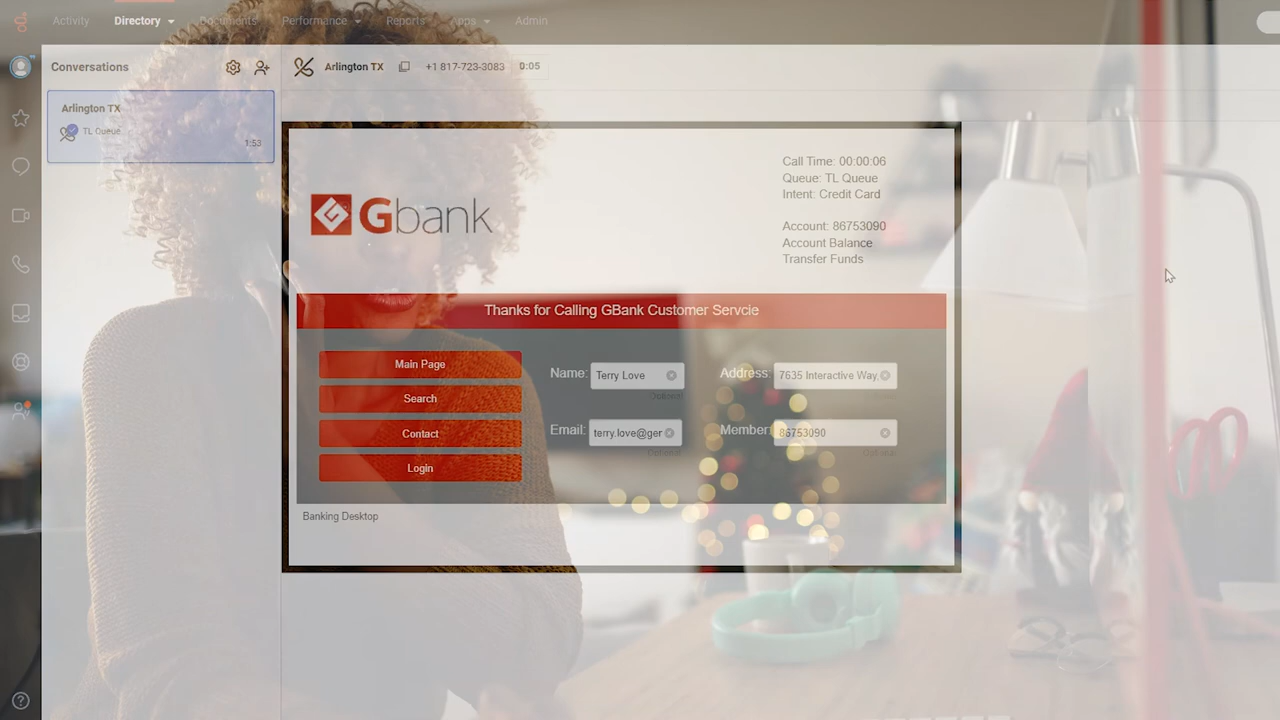 Activity
Directory
Documents
Performance
Reports
Apps
Admin
Conversations
Arlington TX
+1 817-723-3083
0:05
Arlington TX
TL Queue
1:53
Call Time: 00:00:06
Queue: TL Queue
Intent: Credit Card
Account: 86753090
Account Balance
Transfer Funds
Gbank
Thanks for Calling GBank Customer Servcie
Main Page
Search
Contact
Login
Name: Terry Love
Optional
Address: 7635 Interactive Way,
Email: terry.love@ger
Optional
Member: 86753090
Optional
Banking Desktop